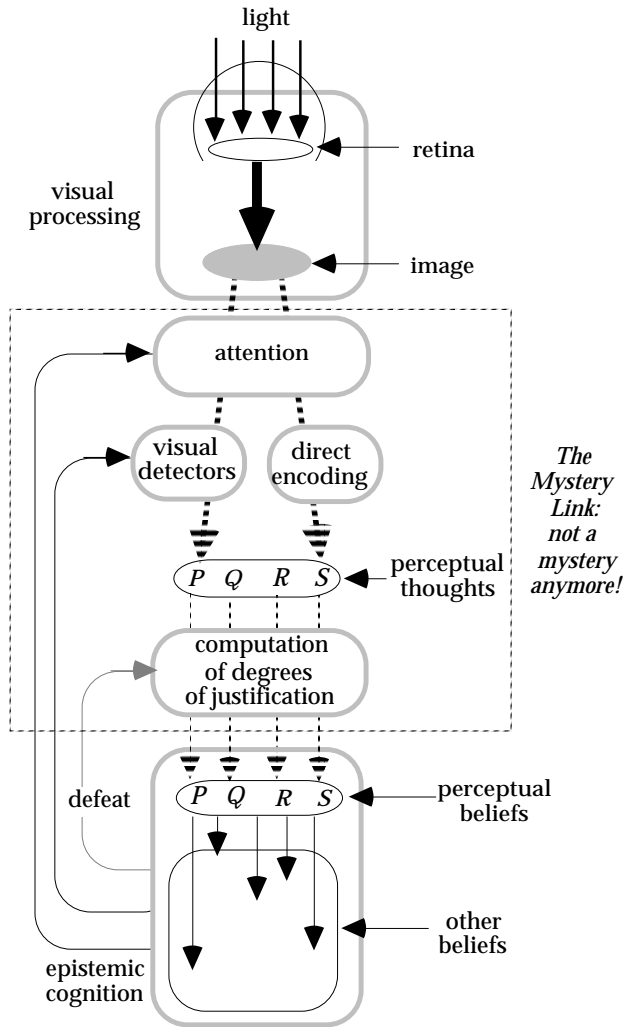 light
retina
visual
processing
image
attention
visual
detectors
direct
encoding
The
Mystery
Link:
not a
mystery
anymore!
P Q R S
perceptual
thoughts
computation
of degrees
of justification
defeat
P Q R S
perceptual
beliefs
other
beliefs
epistemic
cognition